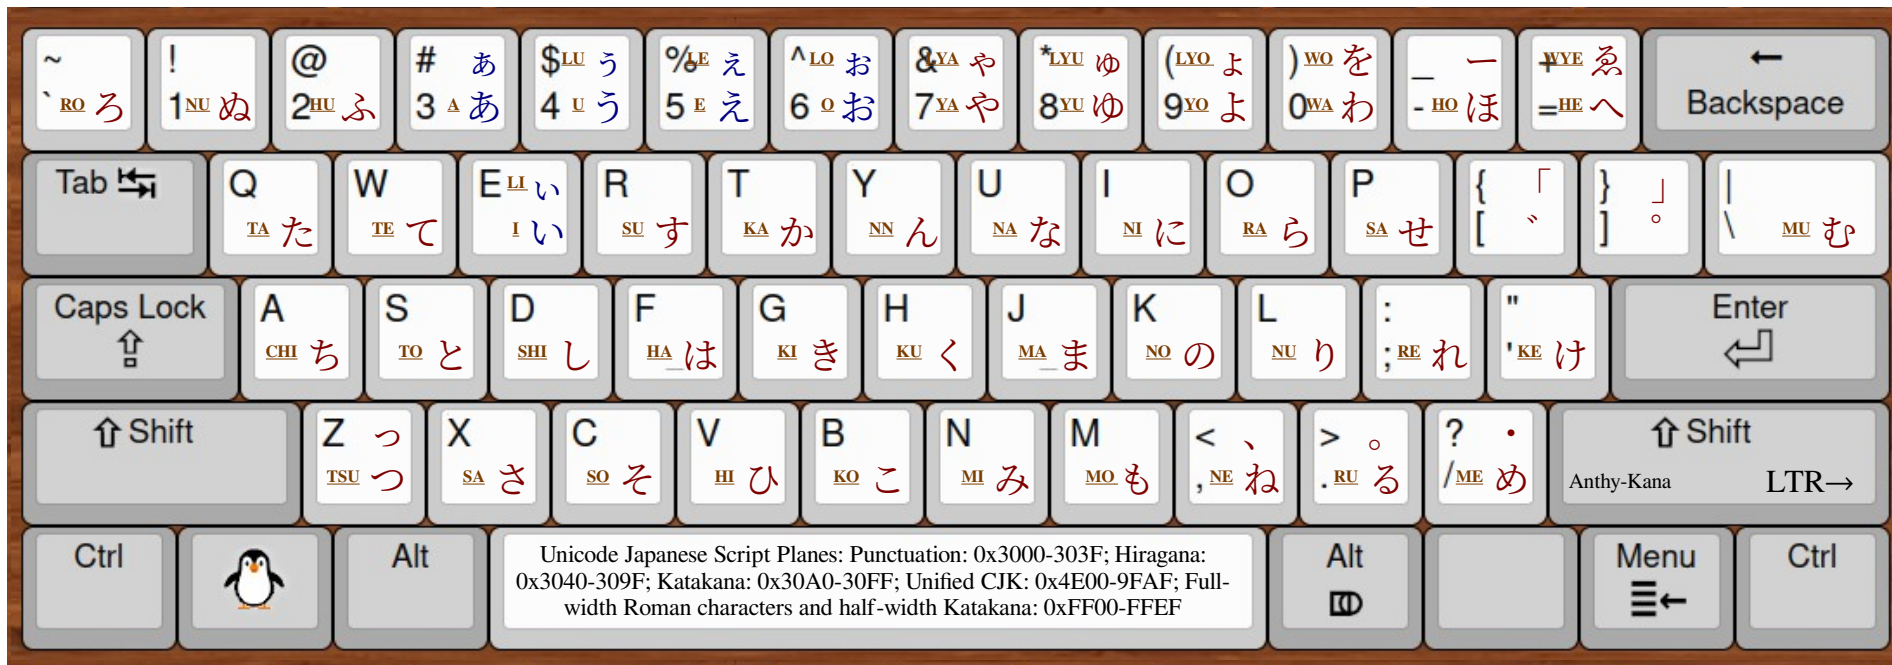 ~ ! @ # ぁ $ LU ぅ % LE ぇ ^ LO ぉ & YA ゃ * LYU ゅ ( LYO ょ ) WO を _ ー + WYE ゑ ←
` RO ろ 1 NU ぬ 2 HU ふ 3 A あ 4 U う 5 E え 6 O お 7 YA や 8 YU ゆ 9 YO よ 0 WA わ - HO ほ = HE へ Backspace
Tab Q W E LI ぃ R T Y U I O P { 「 } 」 |
TA た TE て I い SU す KA か NN ん NA な NI に RA ら SA せ [ ゛ ] ゜ \ MU む
Caps Lock A S D F G H J K L : " Enter
CHI ち TO と SHI し HA _ は KI き KU く MA _ ま NO の NU り ; RE れ ' KE け
Shift Z っ X C V B N M < 、 > 。 ? ・ Shift
TSU つ SA さ SO そ HI ひ KO こ MI み MO も , NE ね . RU る / ME め Anthy-Kana LTR→
Ctrl Alt Unicode Japanese Script Planes: Punctuation: 0x3000-303F; Hiragana: Alt Menu Ctrl
0x3040-309F; Katakana: 0x30A0-30FF; Unified CJK: 0x4E00-9FAF; Full-
width Roman characters and half-width Katakana: 0xFF00-FFEF